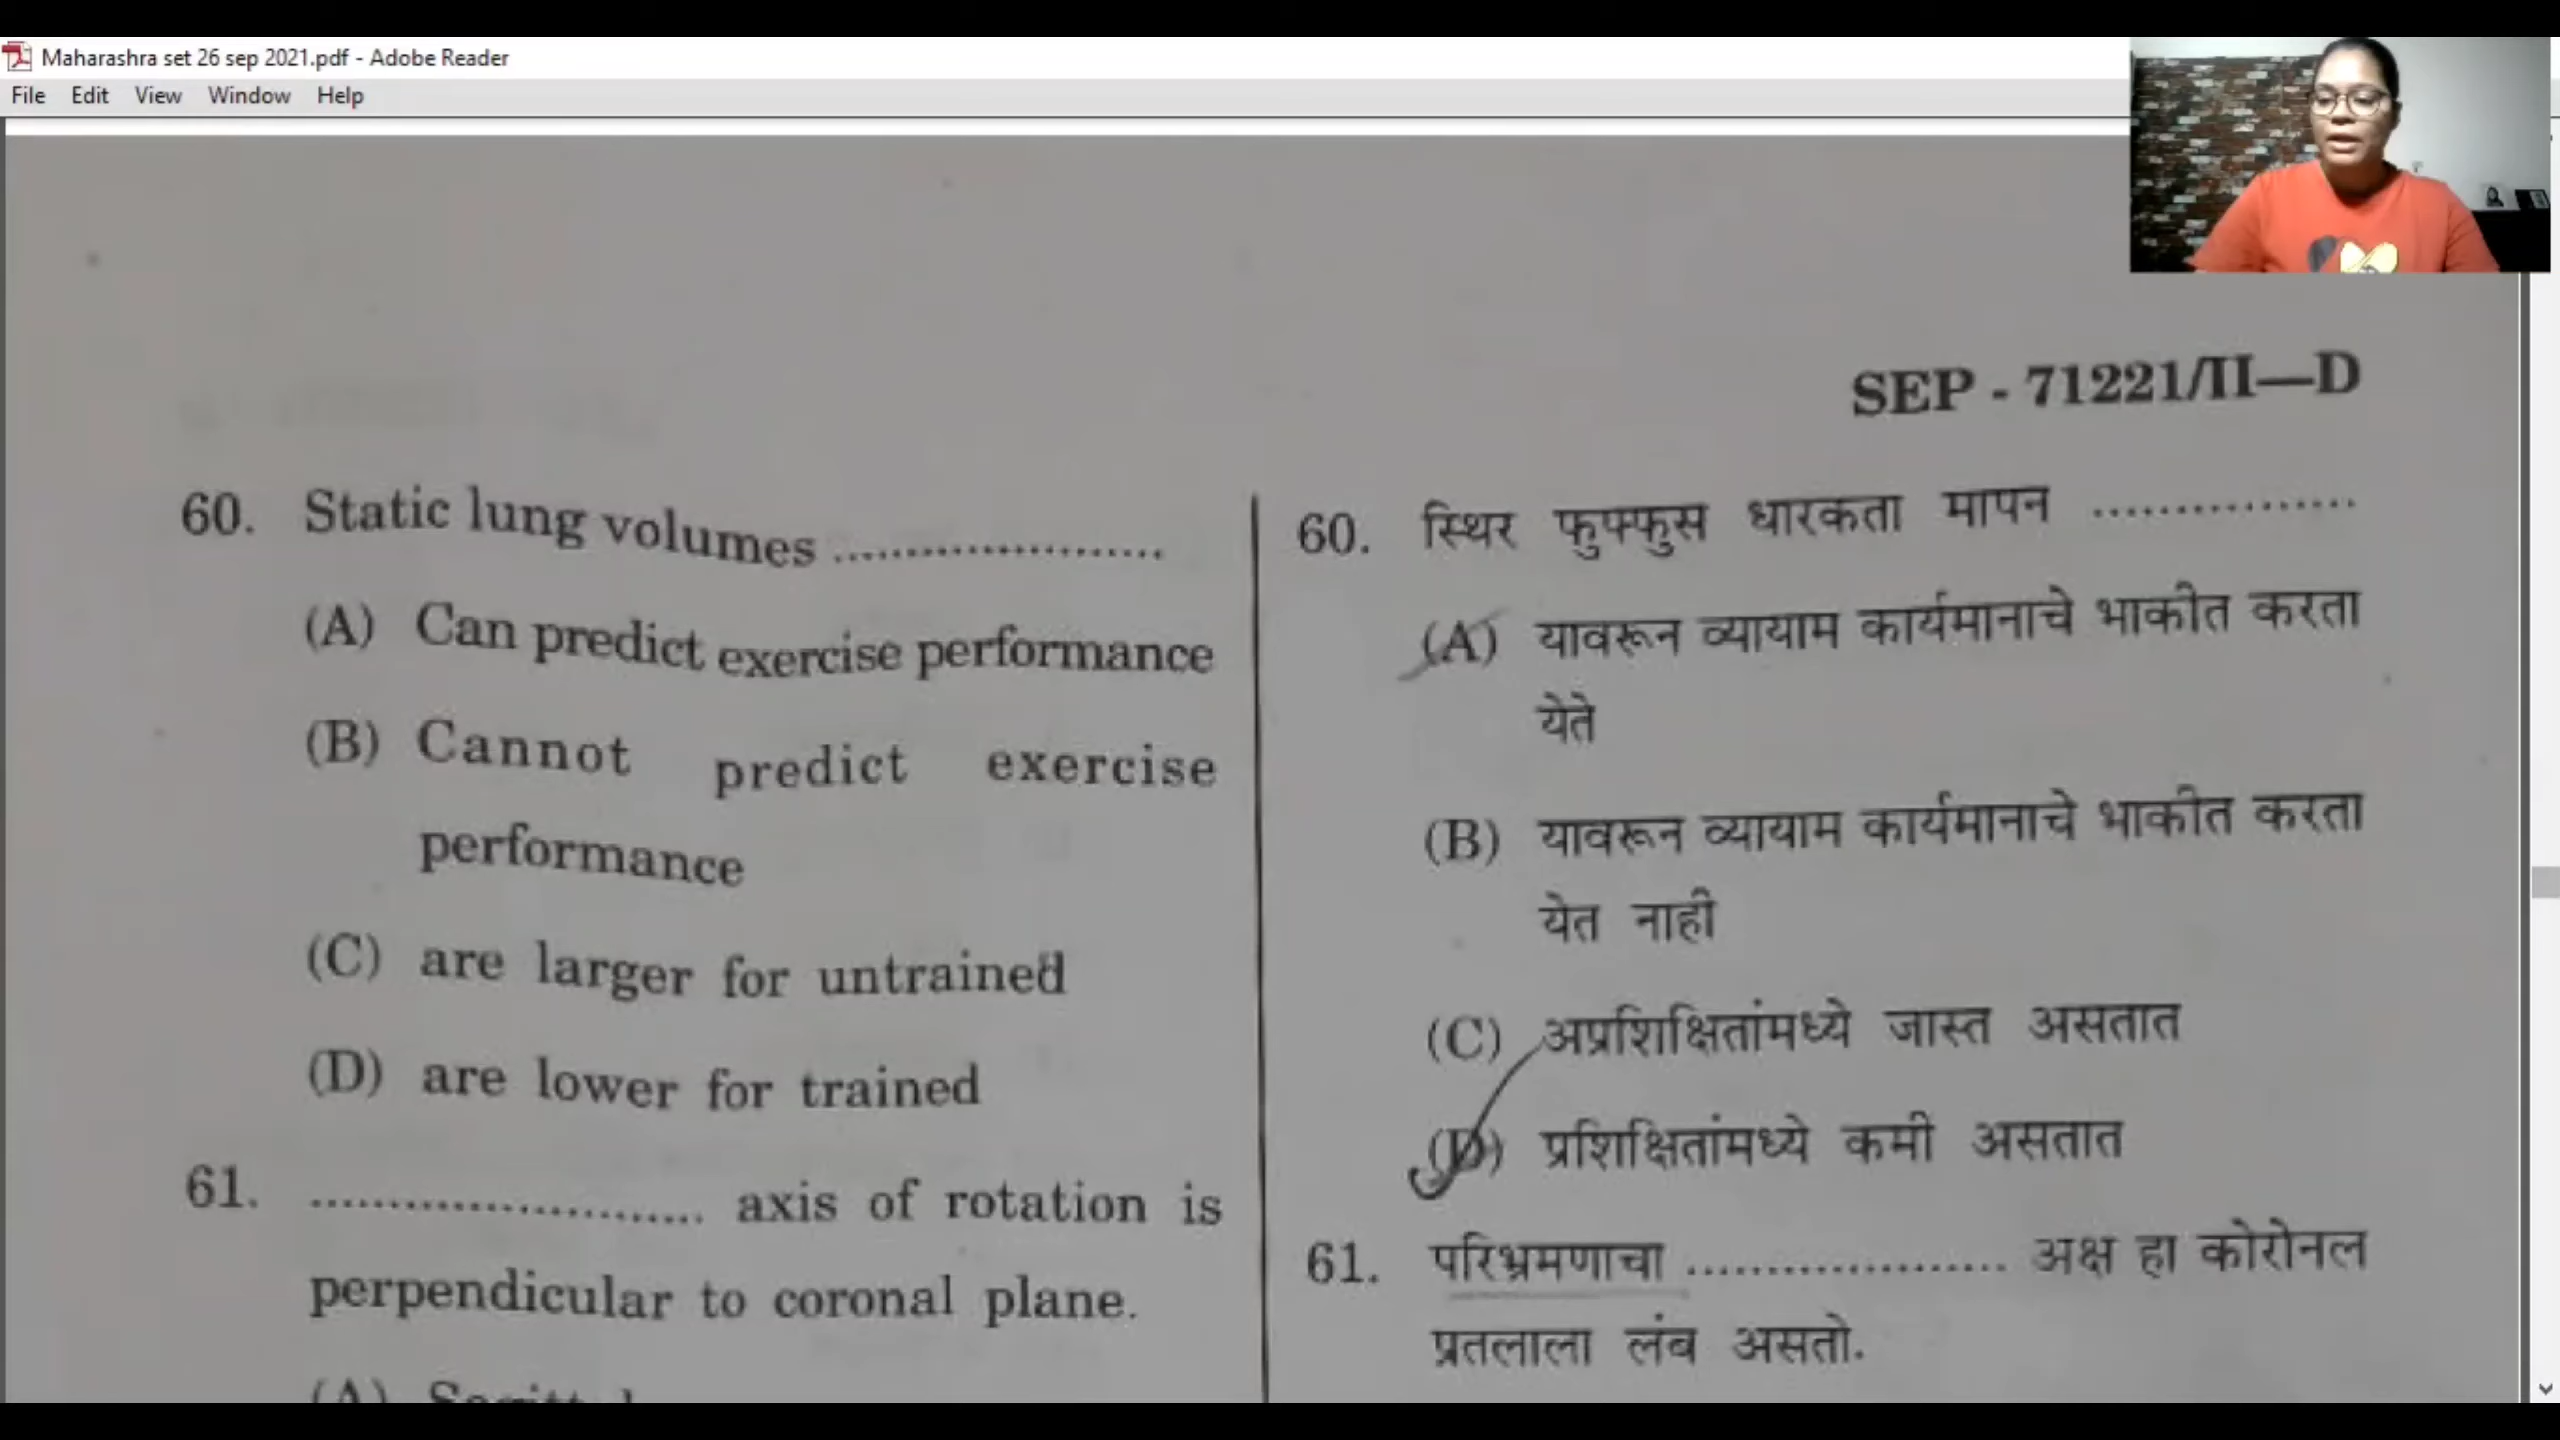 Maharashra set 26 sep 2021.pdf - Adobe Reader
File Edit View Window Help
SEP - 71221/II—D
60. Static lung volumes ......................
(A) Can predict exercise performance
(B) Cannot predict exercise
performance
(C) are larger for untrained
(D) are lower for trained
61. .......................... axis of rotation is
perpendicular to coronal plane.
(A)
60. स्थिर फुफ्फुस धारकता मापन ................
(A) यावरून व्यायाम कार्यमानाचे भाकीत करता
येते
(B) यावरून व्यायाम कार्यमानाचे भाकीत करता
येत नाही
(C) अप्रशिक्षितांमध्ये जास्त असतात
(D) प्रशिक्षितांमध्ये कमी असतात
61. परिभ्रमणाचा ..................... अक्ष हा कोरोनल
प्रतलाला लंब असतो.